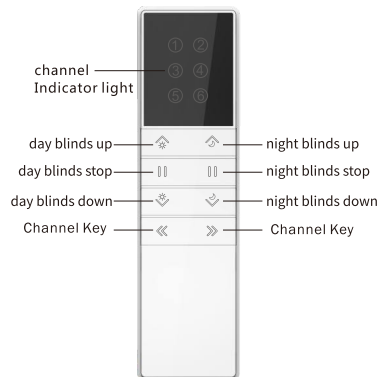 ① ②
③ ④
⑤ ⑥
channel
Indicator light
day blinds up
night blinds up
day blinds stop
night blinds stop
day blinds down
night blinds down
Channel Key
Channel Key